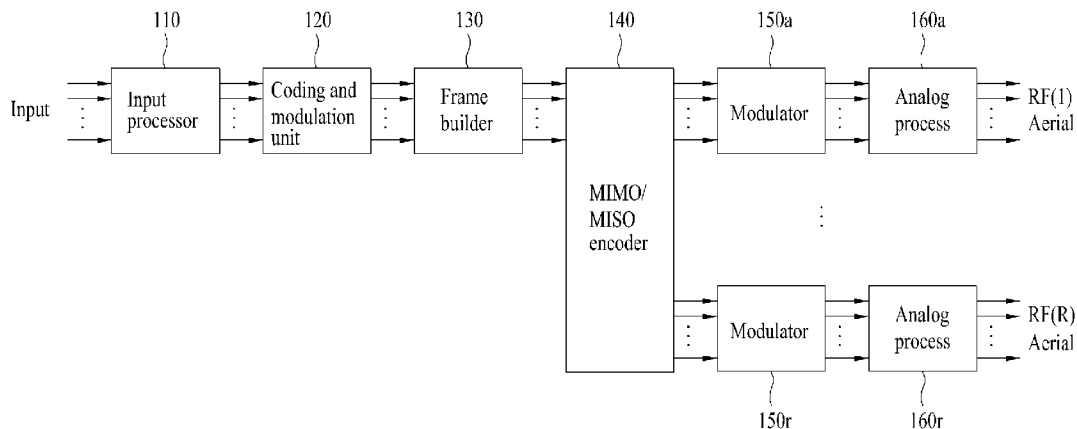 110
120
130
140
150a
160a
Input
Input
processor
Coding and
modulation
unit
Frame
builder
MIMO/
MISO
encoder
Modulator
Analog
process
RF(1)
Aerial
Modulator
Analog
process
RF(R)
Aerial
150r
160r